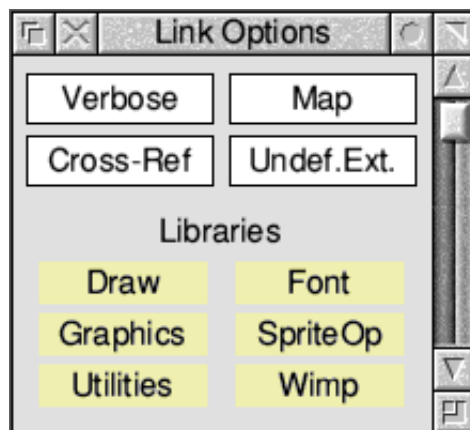 Link Options
Verbose Map
Cross-Ref Undef.Ext.
Libraries
Draw Font
Graphics SpriteOp
Utilities Wimp